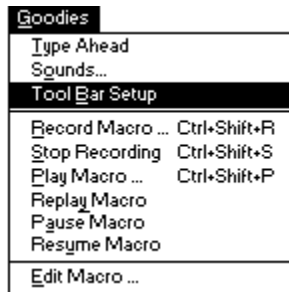 Goodies
Type Ahead
Sounds...
Tool Bar Setup
Record Macro ... Ctrl+Shift+R
Stop Recording Ctrl+Shift+S
Play Macro ... Ctrl+Shift+P
Replay Macro
Pause Macro
Resume Macro
Edit Macro ...